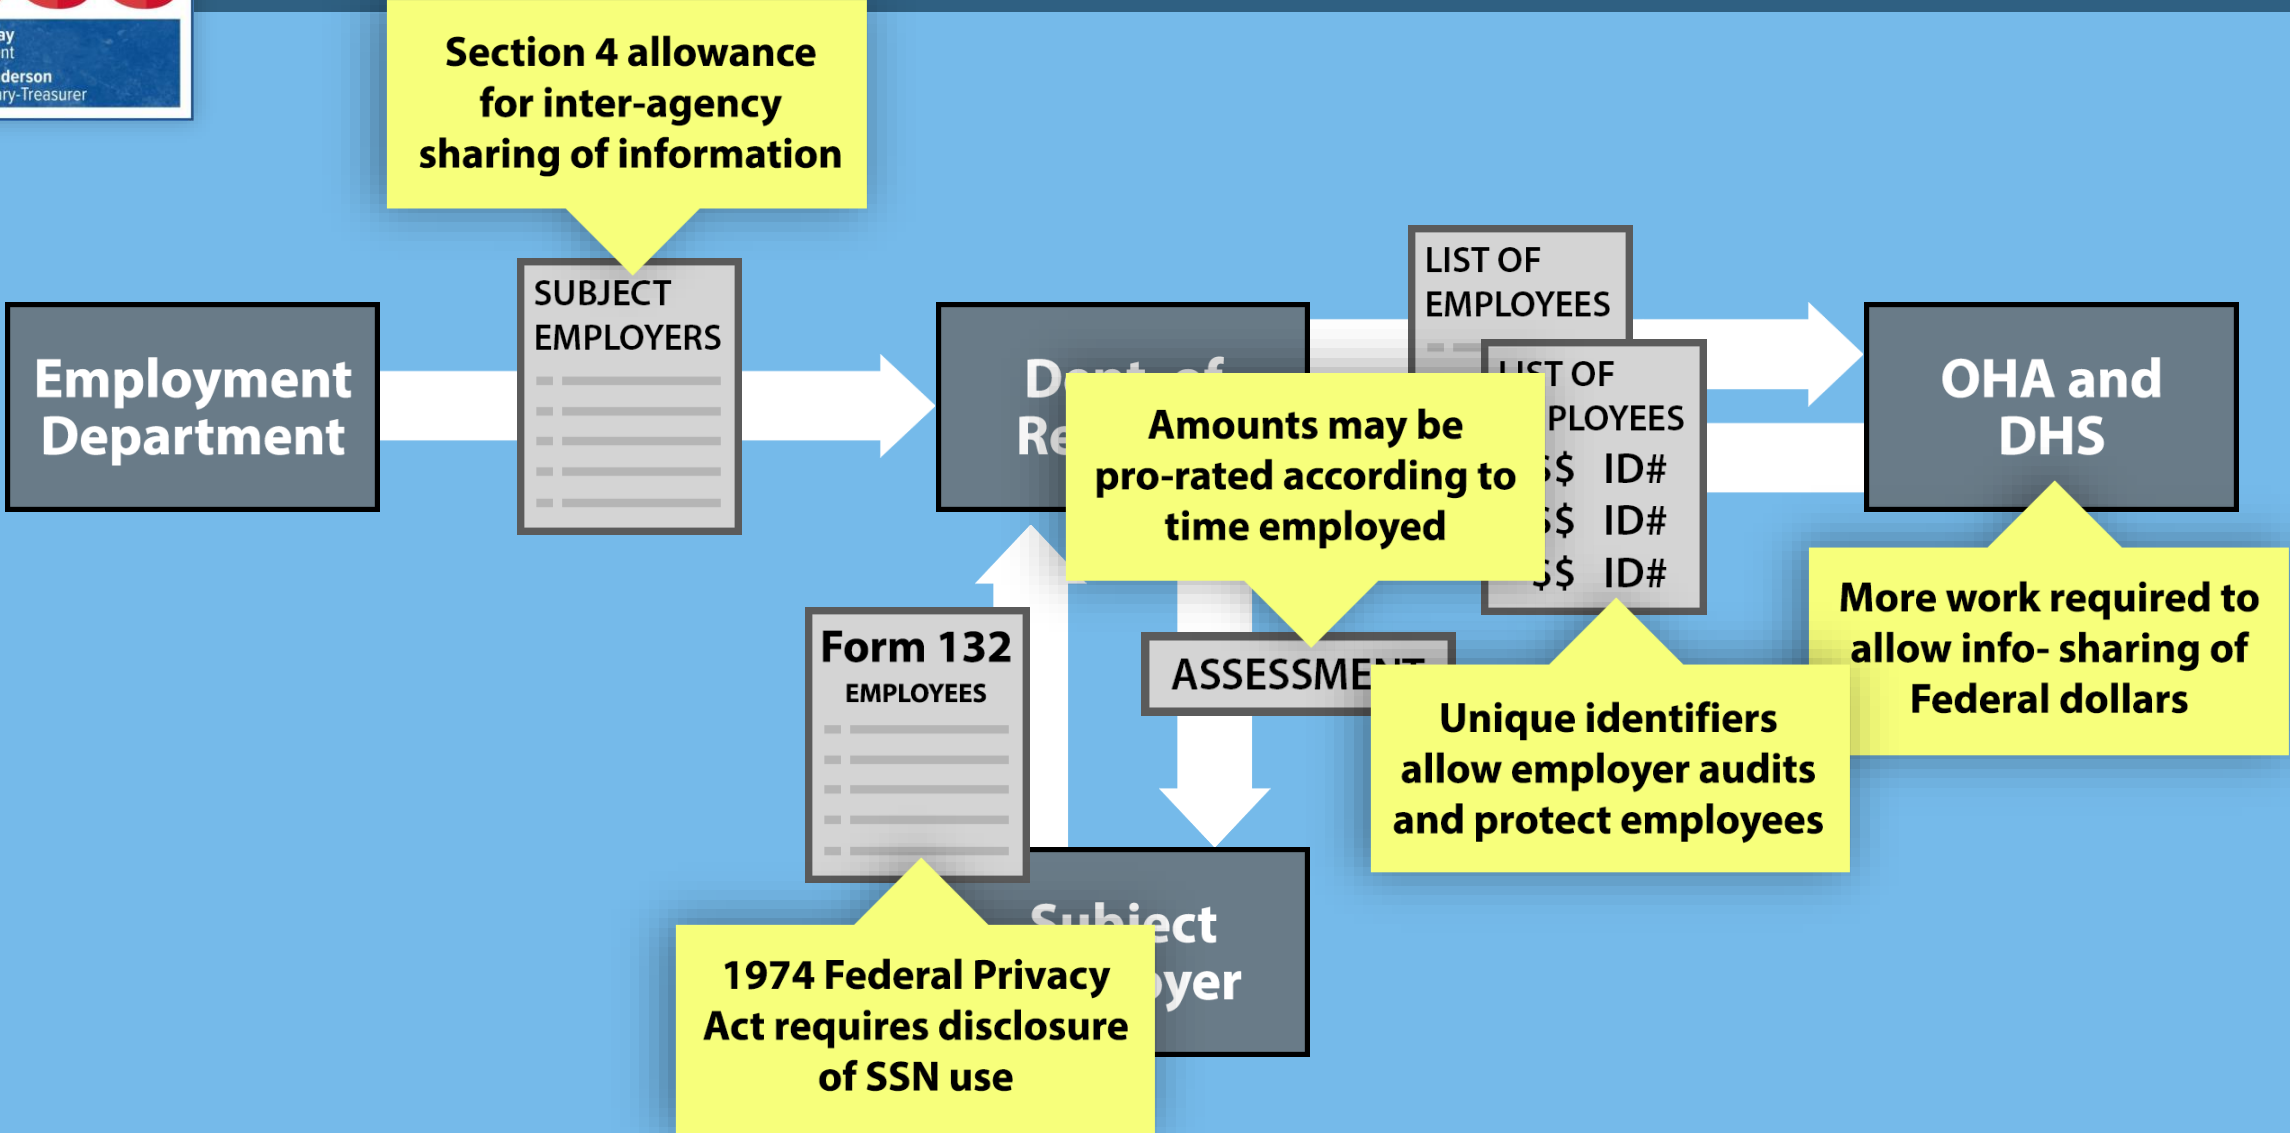 Section 4 allowance
for inter-agency
sharing of information
SUBJECT
EMPLOYERS
Employment
Department
LIST OF
EMPLOYEES
LIST OF
$$ ID#
$$ ID#
$$ ID#
OHA and
DHS
Amounts may be
pro-rated according to
time employed
More work required to
allow info- sharing of
Federal dollars
Form 132
EMPLOYEES
Unique identifiers
allow employer audits
and protect employees
Subject
1974 Federal Privacy
Act requires disclosure
of SSN use